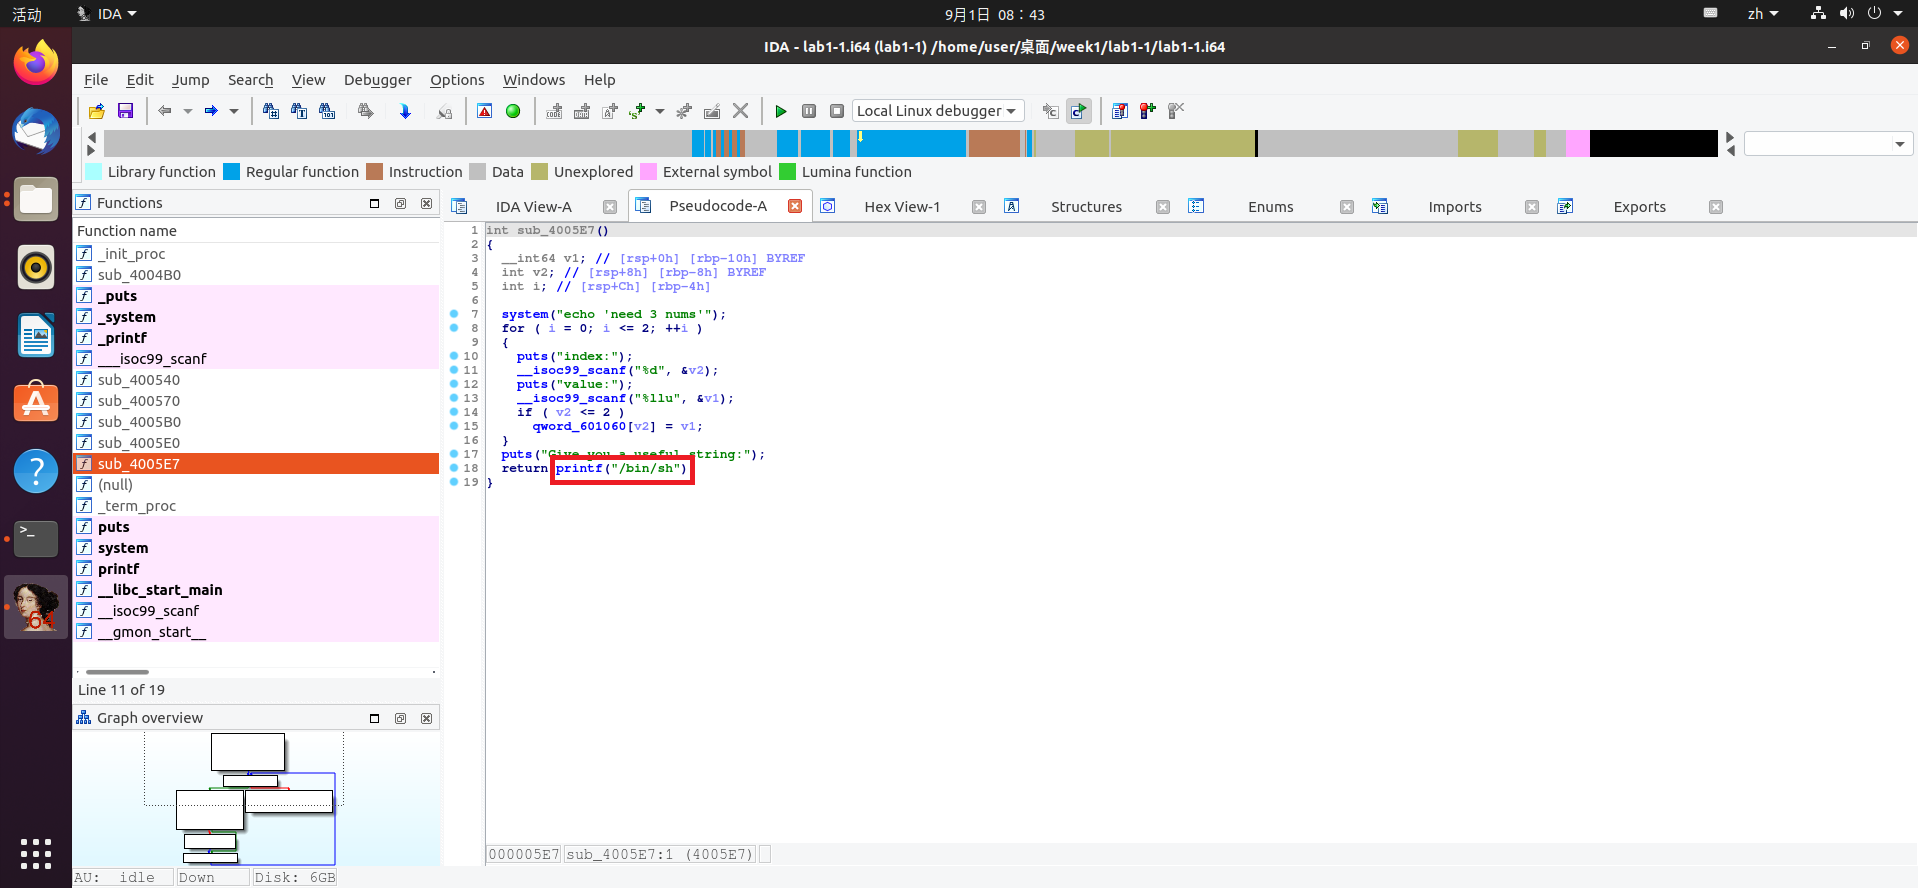 活动
IDA
9月1日 08：43
zh
IDA - lab1-1.i64 (lab1-1) /home/user/桌面/week1/lab1-1/lab1-1.i64
File Edit Jump Search View Debugger Options Windows Help
Local Linux debugger
Library function Regular function Instruction Data Unexplored External symbol Lumina function
Functions
IDA View-A Pseudocode-A Hex View-1 Structures Enums Imports Exports
Function name
_init_proc
sub_4004B0
_puts
_system
_printf
___isoc99_scanf
sub_400540
sub_400570
sub_4005B0
sub_4005E0
sub_4005E7
(null)
_term_proc
puts
system
printf
__libc_start_main
__isoc99_scanf
__gmon_start__
Line 11 of 19
Graph overview
1 int sub_4005E7()
2 {
3 __int64 v1; // [rsp+0h] [rbp-10h] BYREF
4 int v2; // [rsp+8h] [rbp-8h] BYREF
5 int i; // [rsp+Ch] [rbp-4h]
6
7 system("echo 'need 3 nums'");
8 for ( i = 0; i <= 2; ++i )
9 {
10 puts("index:");
11 __isoc99_scanf("%d", &v2);
12 puts("value:");
13 __isoc99_scanf("%llu", &v1);
14 if ( v2 <= 2 )
15 qword_601060[v2] = v1;
16 }
17 puts("Give you a useful string:");
18 return printf("/bin/sh")
19 }
000005E7 sub_4005E7:1 (4005E7)
AU: idle Down Disk: 6GB
64